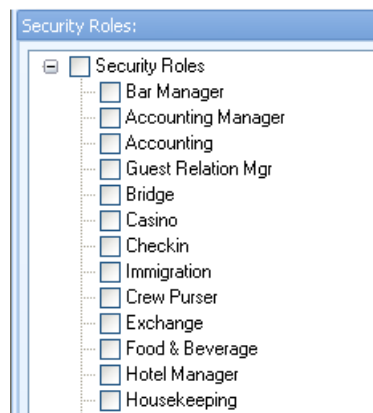 Security Roles:
Security Roles
Bar Manager
Accounting Manager
Accounting
Guest Relation Mgr
Bridge
Casino
Checkin
Immigration
Crew Purser
Exchange
Food & Beverage
Hotel Manager
Housekeeping